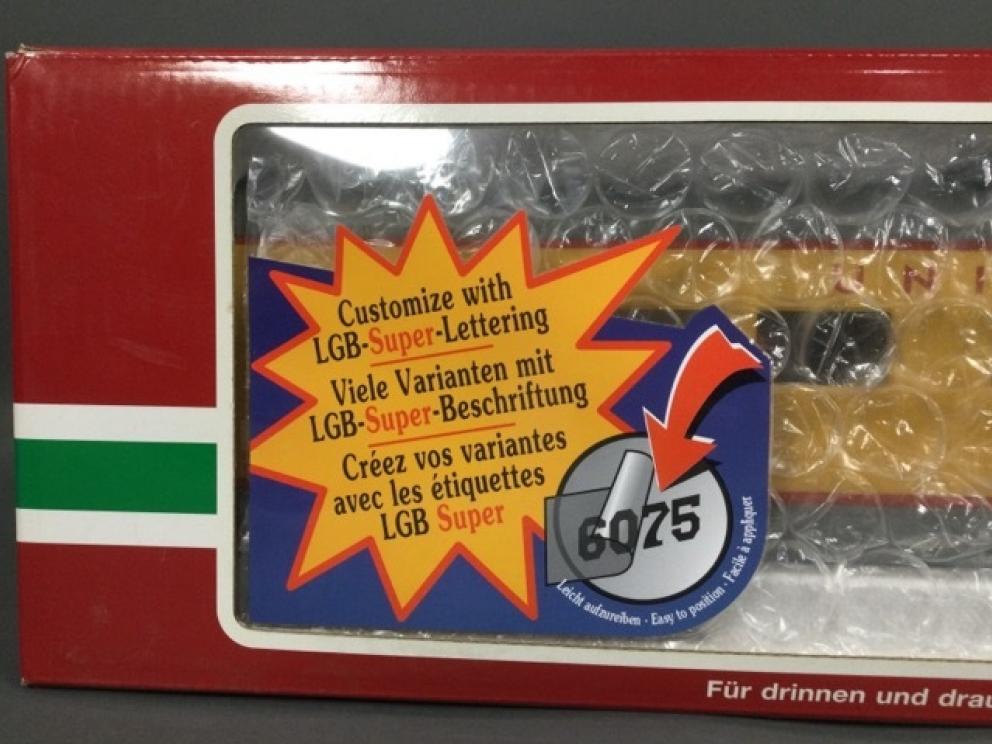 U N I
Customize with
LGB-Super-Lettering
Viele Varianten mit
LGB-Super-Beschriftung
Créez vos variantes
avec les étiquettes
LGB Super
6075
Leicht aufzureiben · Easy to position · Facile à appliquer
Für drinnen und drau